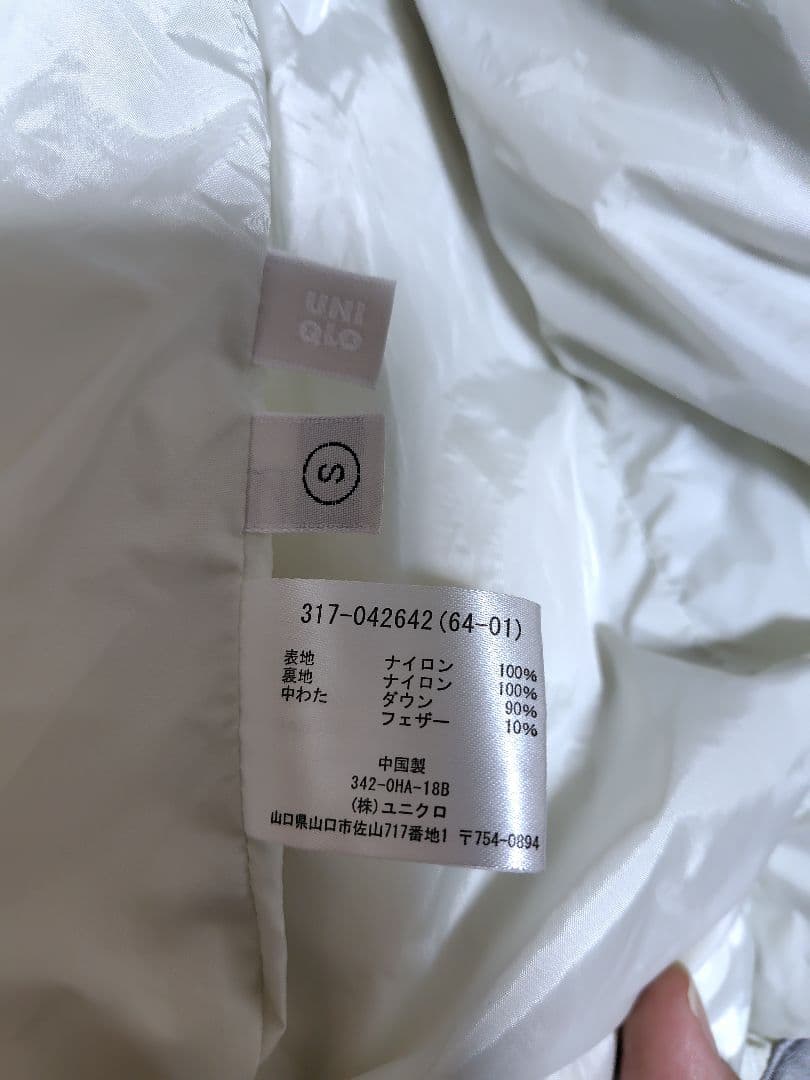 UNI
QLO
S
317-042642(64-01)
表地 ナイロン 100%
裏地 ナイロン 100%
中わた ダウン 90%
フェザー 10%
中国製
342-OHA-18B
(株)ユニクロ
山口県山口市佐山717番地1 〒754-0894